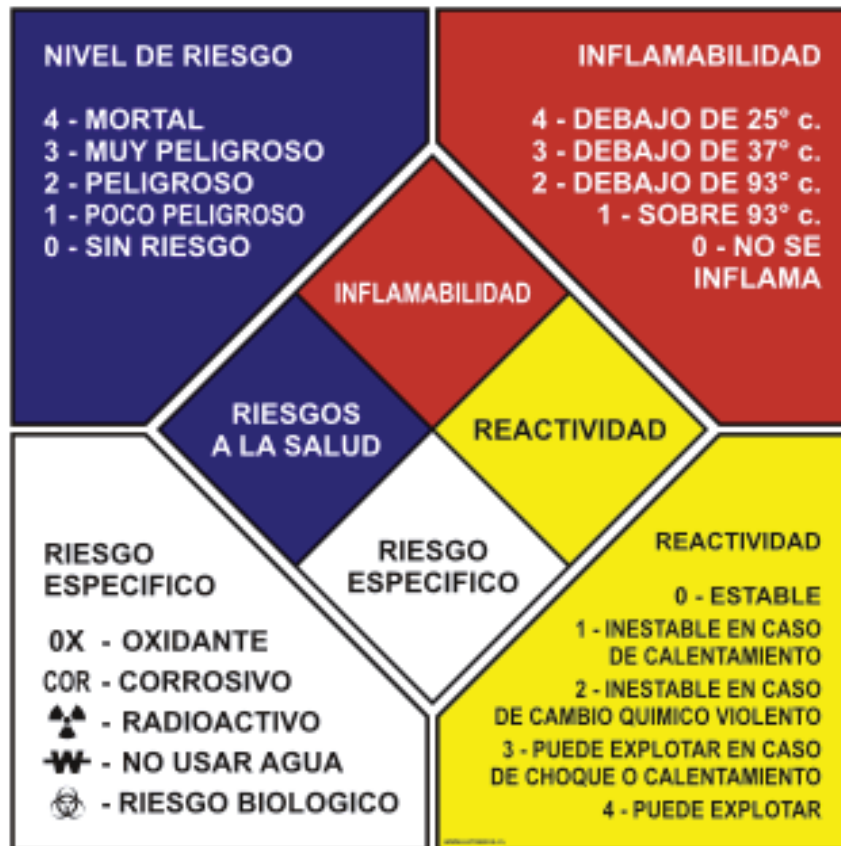 NIVEL DE RIESGO
4 - MORTAL
3 - MUY PELIGROSO
2 - PELIGROSO
1 - POCO PELIGROSO
0 - SIN RIESGO
INFLAMABILIDAD
4 - DEBAJO DE 25° c.
3 - DEBAJO DE 37° c.
2 - DEBAJO DE 93° c.
1 - SOBRE 93° c.
0 - NO SE
INFLAMA
INFLAMABILIDAD
RIESGOS
A LA SALUD
REACTIVIDAD
RIESGO
ESPECIFICO
RIESGO
ESPECIFICO
0X - OXIDANTE
COR - CORROSIVO
- RADIOACTIVO
W - NO USAR AGUA
- RIESGO BIOLOGICO
REACTIVIDAD
0 - ESTABLE
1 - INESTABLE EN CASO
DE CALENTAMIENTO
2 - INESTABLE EN CASO
DE CAMBIO QUIMICO VIOLENTO
3 - PUEDE EXPLOTAR EN CASO
DE CHOQUE O CALENTAMIENTO
4 - PUEDE EXPLOTAR